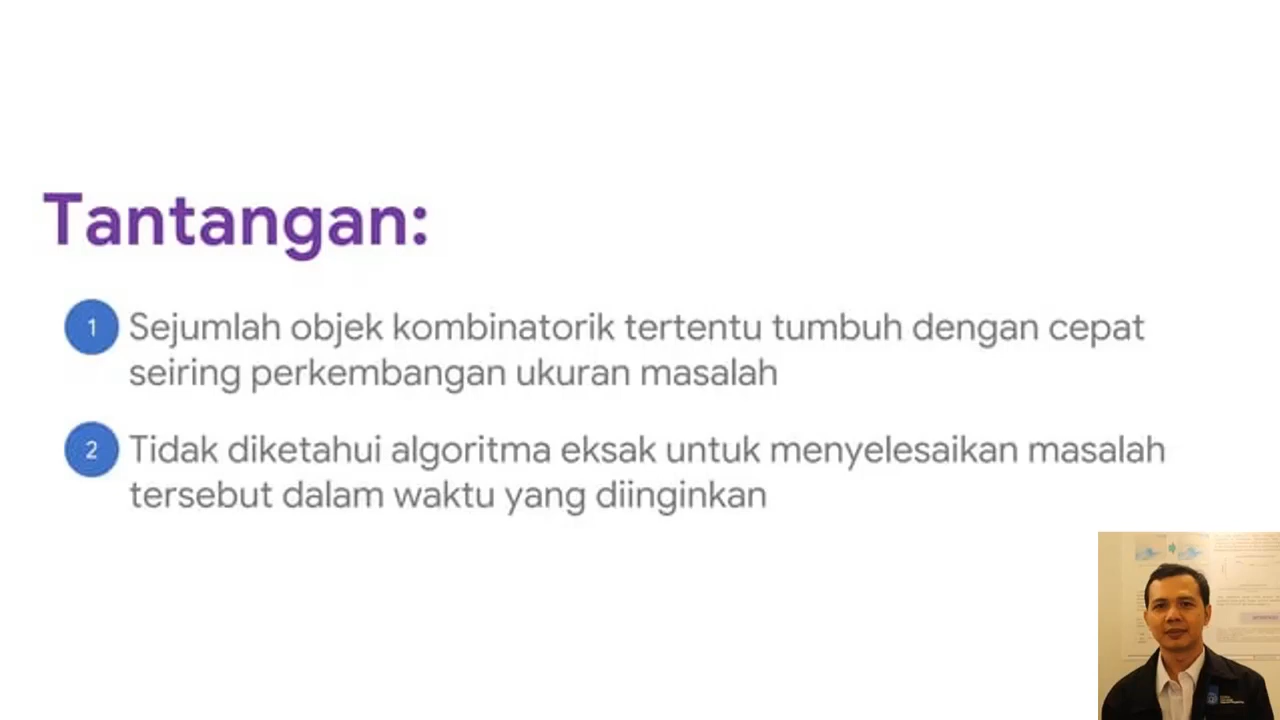 Tantangan:
1 Sejumlah objek kombinatorik tertentu tumbuh dengan cepat
seiring perkembangan ukuran masalah
2 Tidak diketahui algoritma eksak untuk menyelesaikan masalah
tersebut dalam waktu yang diinginkan